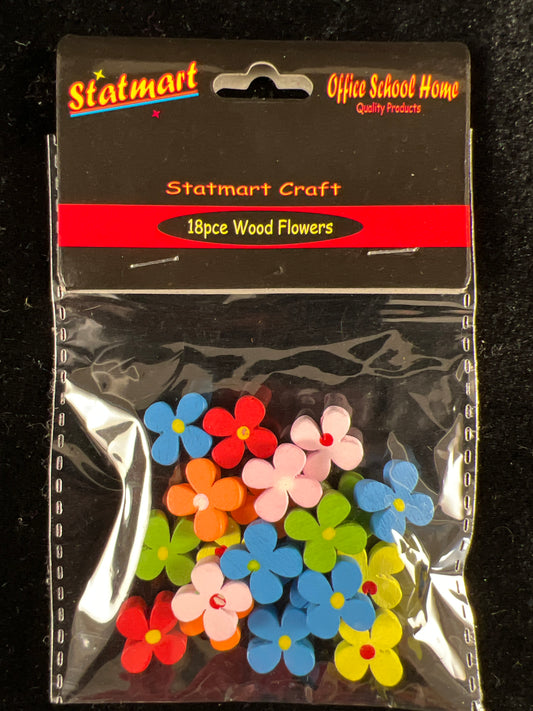 Statmart
Office School Home
Quality Products
Statmart Craft
18pce Wood Flowers